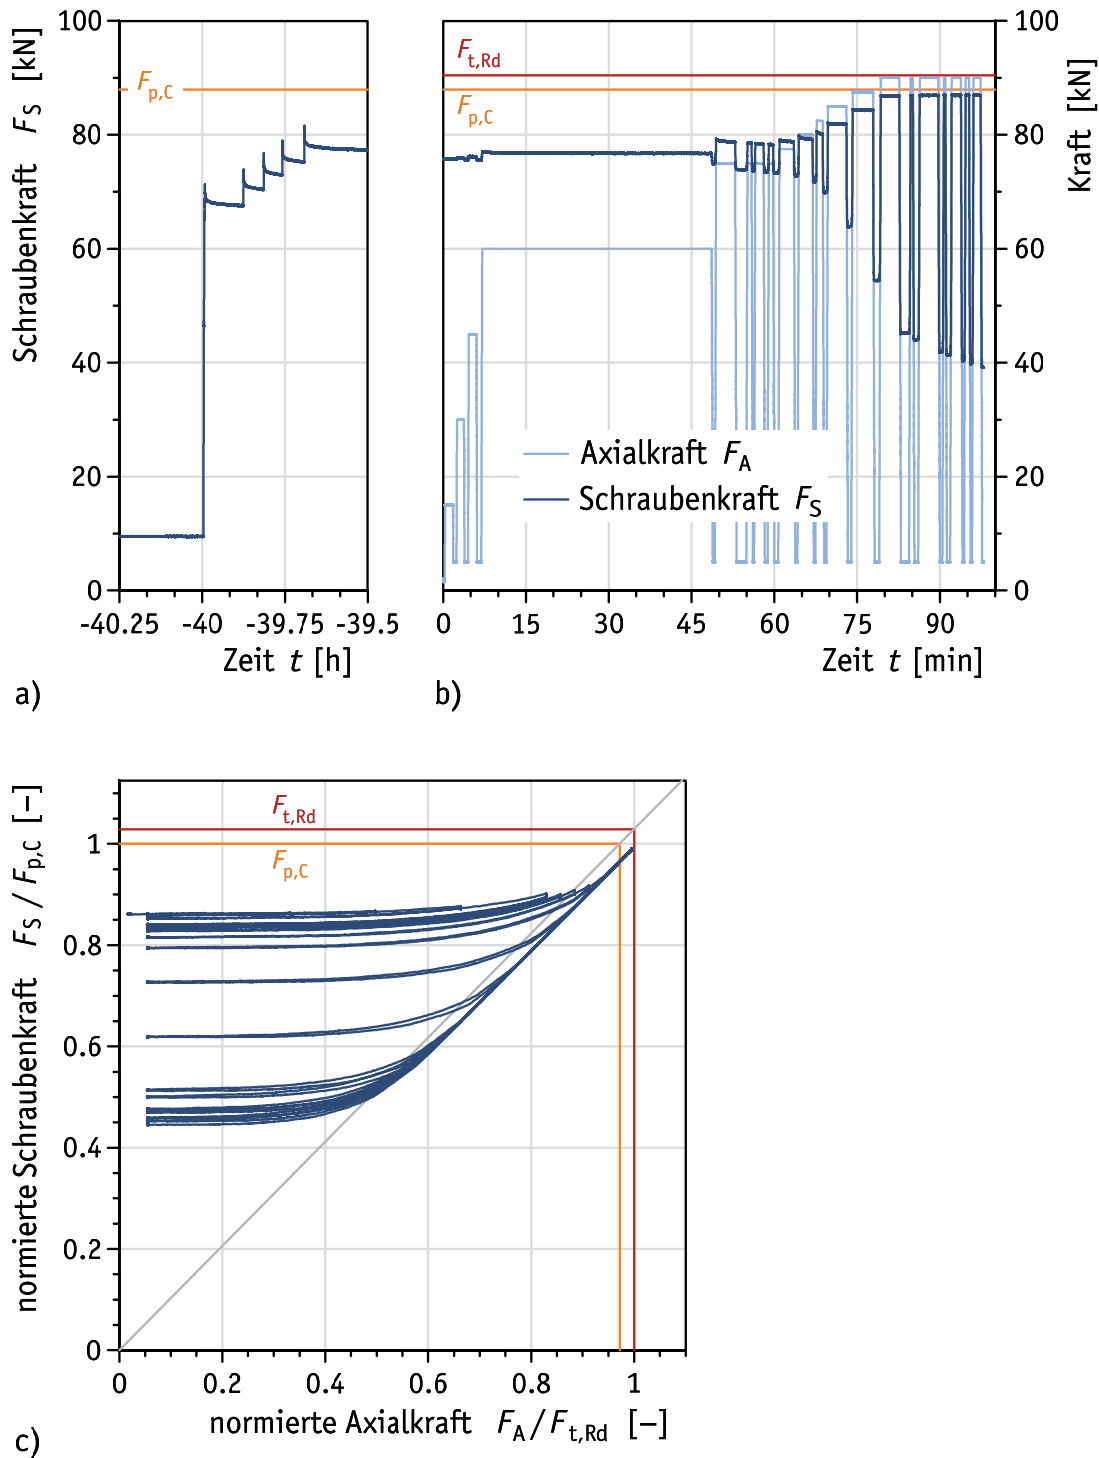 Schraubenkraft F_S [kN]
100
80
60
40
20
0
F_p,C
-40.25 -40 -39.75 -39.5
Zeit t [h]
a)
F_t,Rd
F_p,C
Axialkraft F_A
Schraubenkraft F_S
100
80
60
40
20
0
Kraft [kN]
0 15 30 45 60 75 90
Zeit t [min]
b)
normierte Schraubenkraft F_S / F_p,C [–]
1
0.8
0.6
0.4
0.2
0
F_t,Rd
F_p,C
0 0.2 0.4 0.6 0.8 1
normierte Axialkraft F_A/F_t,Rd [–]
c)